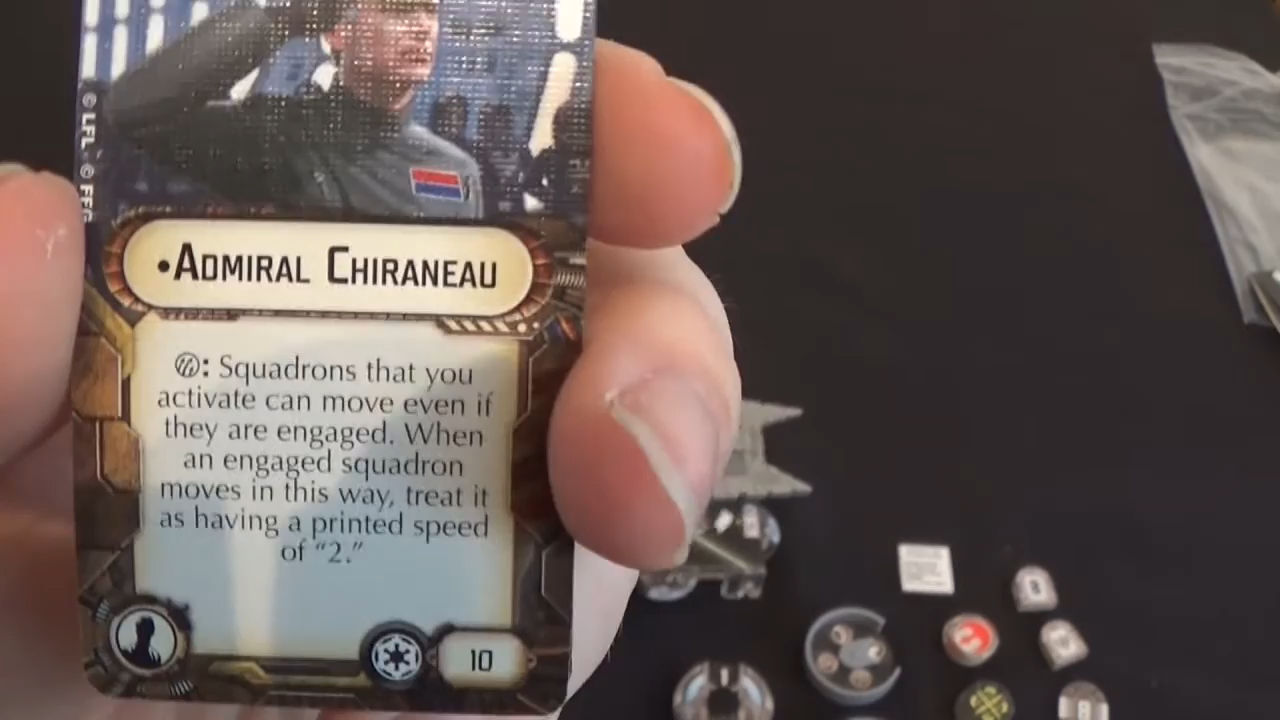 © LFL. © FFG
•Admiral Chiraneau
: Squadrons that you
activate can move even if
they are engaged. When
an engaged squadron
moves in this way, treat it
as having a printed speed
of “2.”
10